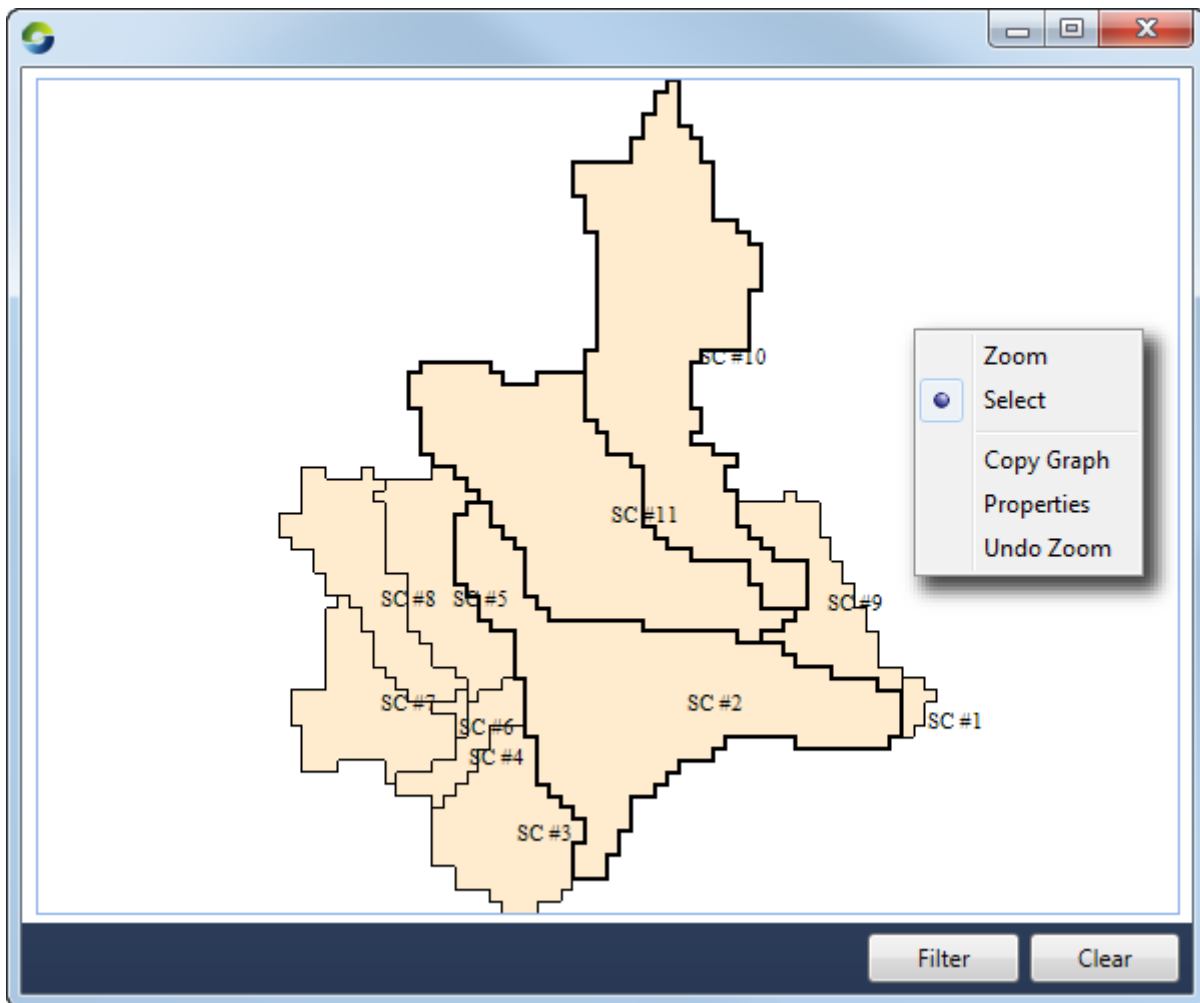 SC #10
Zoom
Select
Copy Graph
Properties
Undo Zoom
SC #11
SC #8
SC #5
SC #9
SC #7
SC #2
SC #6
SC #1
SC #4
SC #3
Filter
Clear